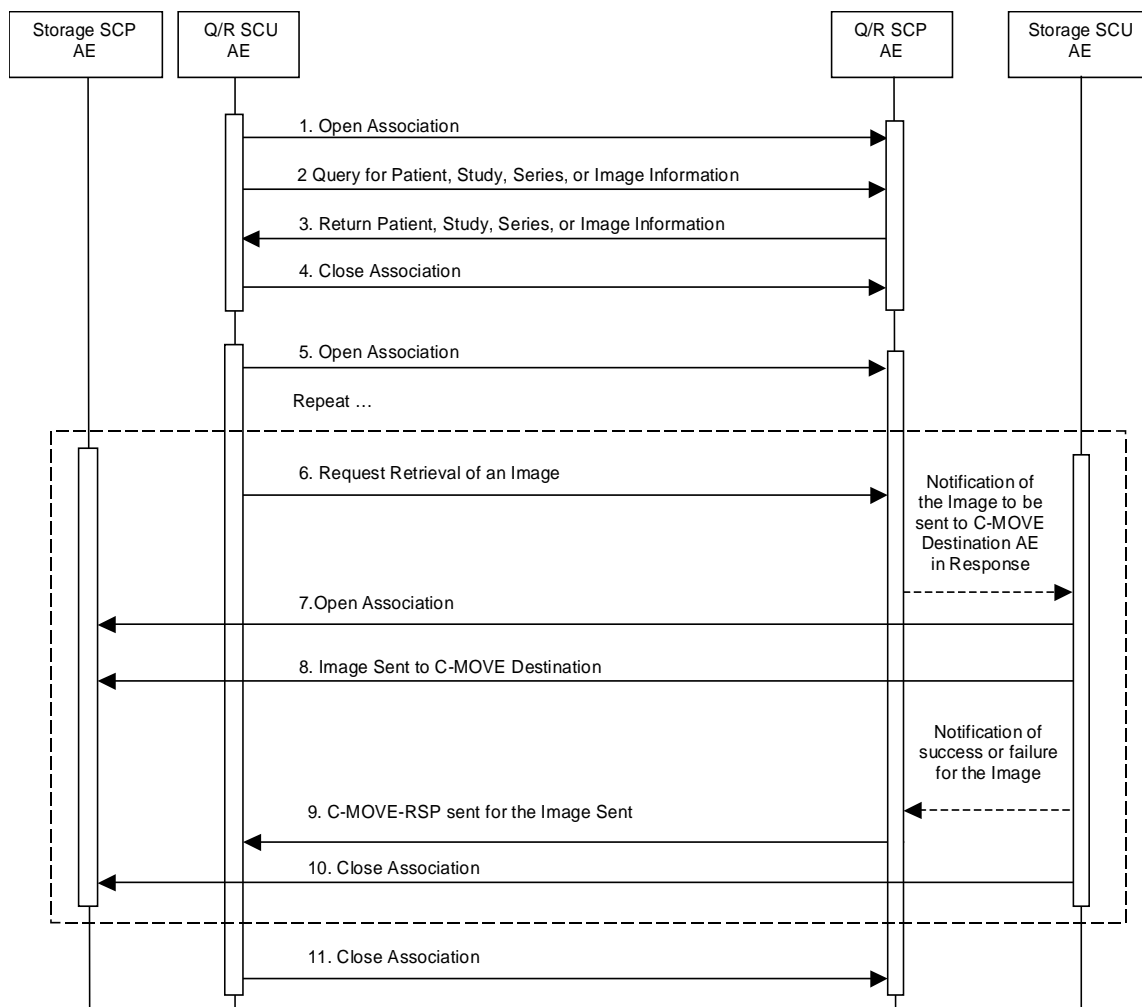 Storage SCP
AE
Q/R SCU
AE
Q/R SCP
AE
Storage SCU
AE
1. Open Association
2 Query for Patient, Study, Series, or Image Information
3. Return Patient, Study, Series, or Image Information
4. Close Association
5. Open Association
Repeat …
6. Request Retrieval of an Image
Notification of
the Image to be
sent to C-MOVE
Destination AE
in Response
7.Open Association
8. Image Sent to C-MOVE Destination
Notification of
success or failure
for the Image
9. C-MOVE-RSP sent for the Image Sent
10. Close Association
11. Close Association